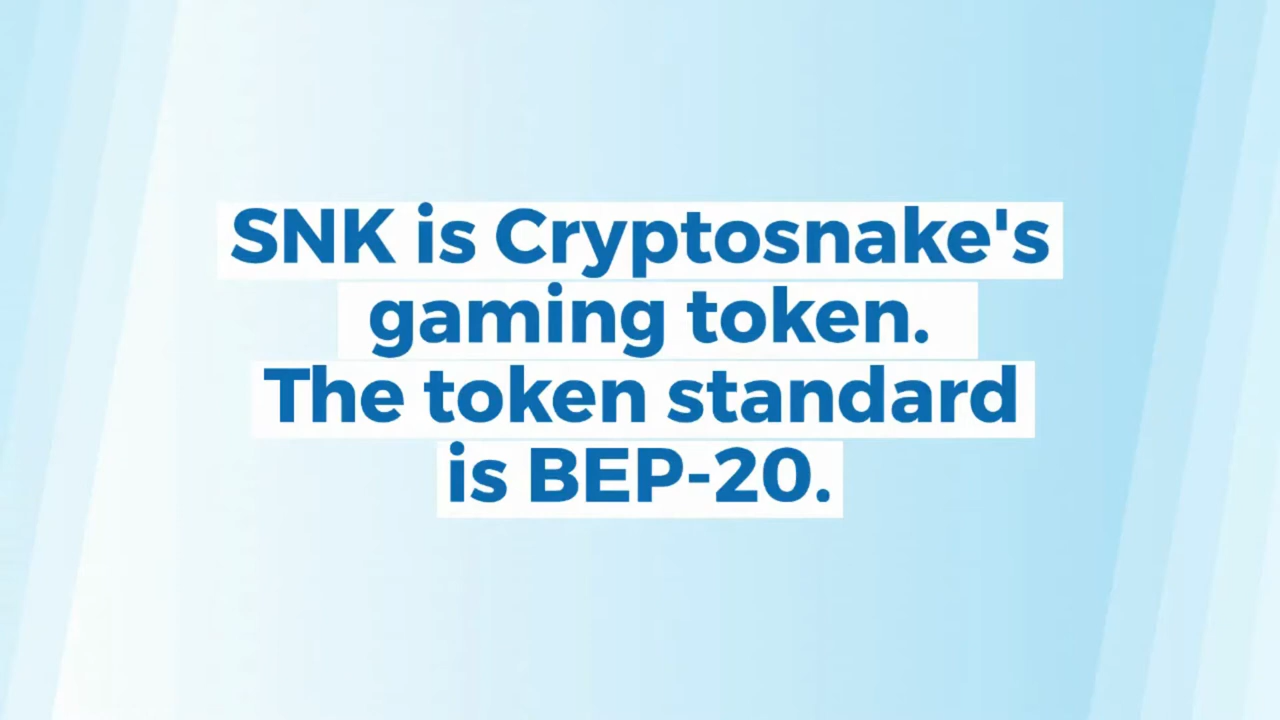 SNK is Cryptosnake's
gaming token.
The token standard
is BEP-20.